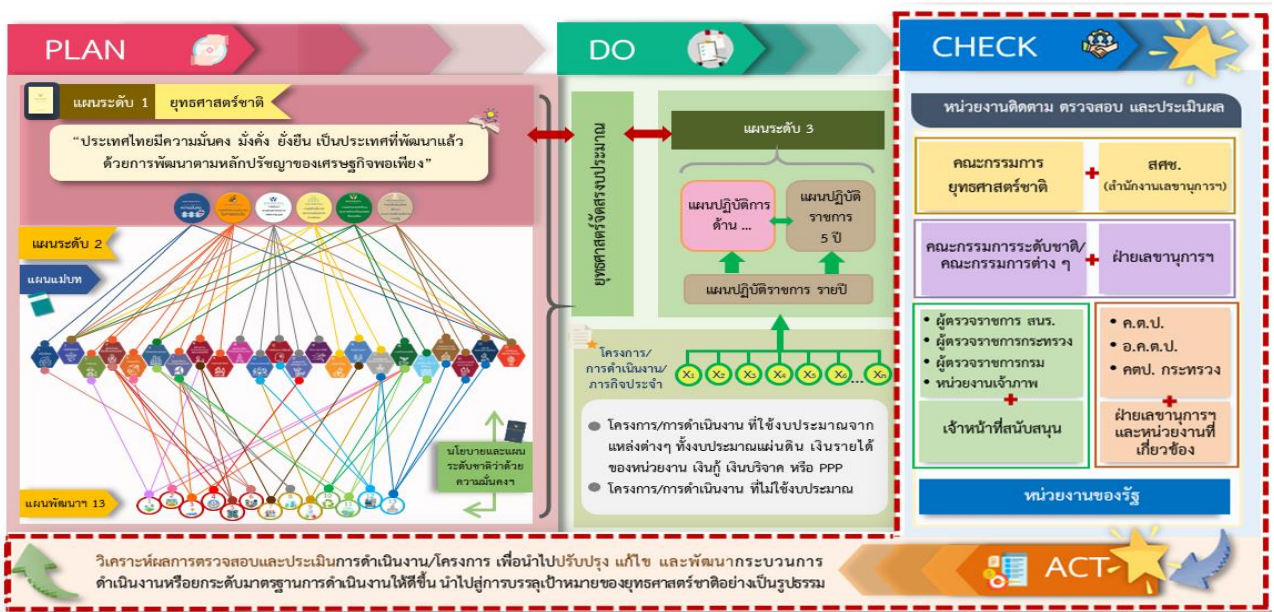 PLAN
แผนระดับ 1
ยุทธศาสตร์ชาติ
“ประเทศไทยมีความมั่นคง มั่งคั่ง ยั่งยืน เป็นประเทศที่พัฒนาแล้ว
ด้วยการพัฒนาตามหลักปรัชญาของเศรษฐกิจพอเพียง”
แผนระดับ 2
แผนแม่บท
นโยบายและแผน
ระดับชาติว่าด้วย
ความมั่นคงฯ
แผนพัฒนาฯ 13
DO
ยุทธศาสตร์จัดสรงบประมาณ
แผนระดับ 3
แผนปฏิบัติการ
ด้าน ...
แผนปฏิบัติ
ราชการ
5 ปี
แผนปฏิบัติราชการ รายปี
โครงการ/
การดำเนินงาน/
ภารกิจประจำ
X₁ X₂ X₃ X₄ X₅ X₆... Xₙ
โครงการ/การดำเนินงาน ที่ใช้งบประมาณจาก
แหล่งต่างๆ ทั้งงบประมาณแผ่นดิน เงินรายได้
ของหน่วยงาน เงินกู้ เงินบริจาค หรือ PPP
โครงการ/การดำเนินงาน ที่ไม่ใช้งบประมาณ
CHECK
หน่วยงานติดตาม ตรวจสอบ และประเมินผล
คณะกรรมการ
ยุทธศาสตร์ชาติ
+
สศช.
(สำนักงานเลขานุการฯ)
คณะกรรมการระดับชาติ/
คณะกรรมการต่าง ๆ
+
ฝ่ายเลขานุการฯ
• ผู้ตรวจราชการ สนร.
• ผู้ตรวจราชการกระทรวง
• ผู้ตรวจราชการกรม
• หน่วยงานเจ้าภาพ
+
เจ้าหน้าที่สนับสนุน
• ค.ต.ป.
• อ.ค.ต.ป.
• คตป. กระทรวง
+
ฝ่ายเลขานุการฯ
และหน่วยงานที่
เกี่ยวข้อง
หน่วยงานของรัฐ
ACT
วิเคราะห์ผลการตรวจสอบและประเมินการดำเนินงาน/โครงการ เพื่อนำไปปรับปรุง แก้ไข และพัฒนากระบวนการ
ดำเนินงานหรือยกระดับมาตรฐานการดำเนินงานให้ดีขึ้น นำไปสู่การบรรลุเป้าหมายของยุทธศาสตร์ชาติอย่างเป็นรูปธรรม